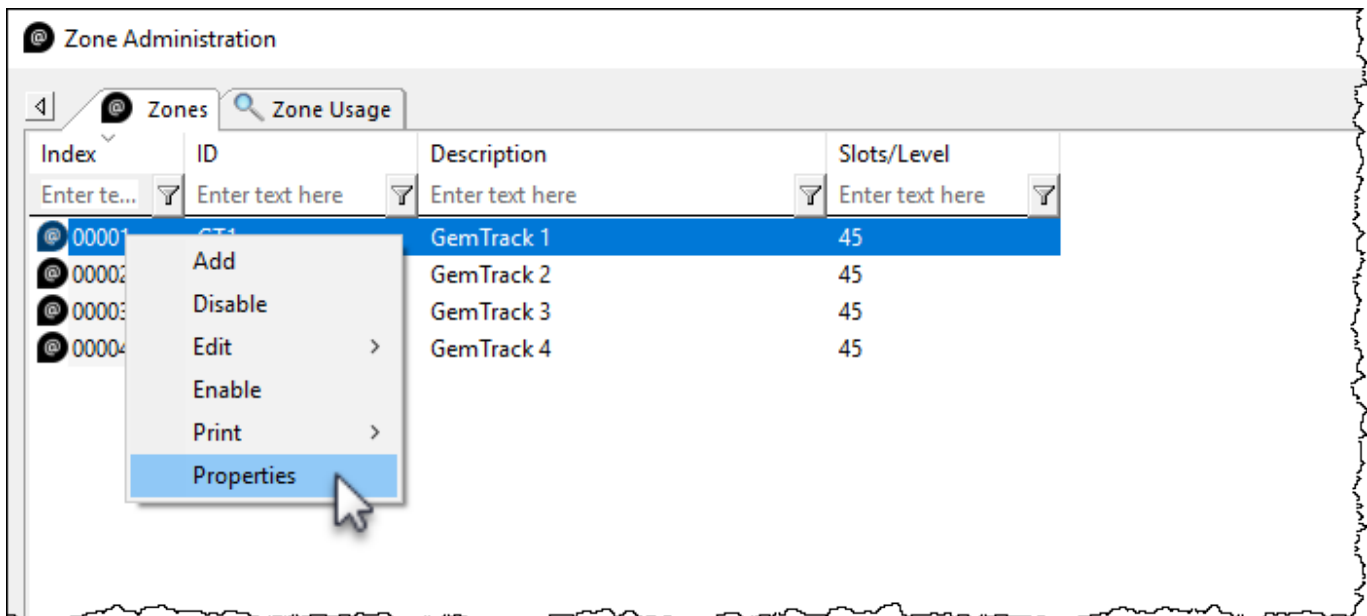 Zone Administration
Zones Zone Usage
Index ID Description Slots/Level
Enter te... Enter text here Enter text here Enter text here
00001 GemTrack 1 45
Add
00002 GemTrack 2 45
Disable
00003 GemTrack 3 45
Edit >
00004 GemTrack 4 45
Enable
Print >
Properties